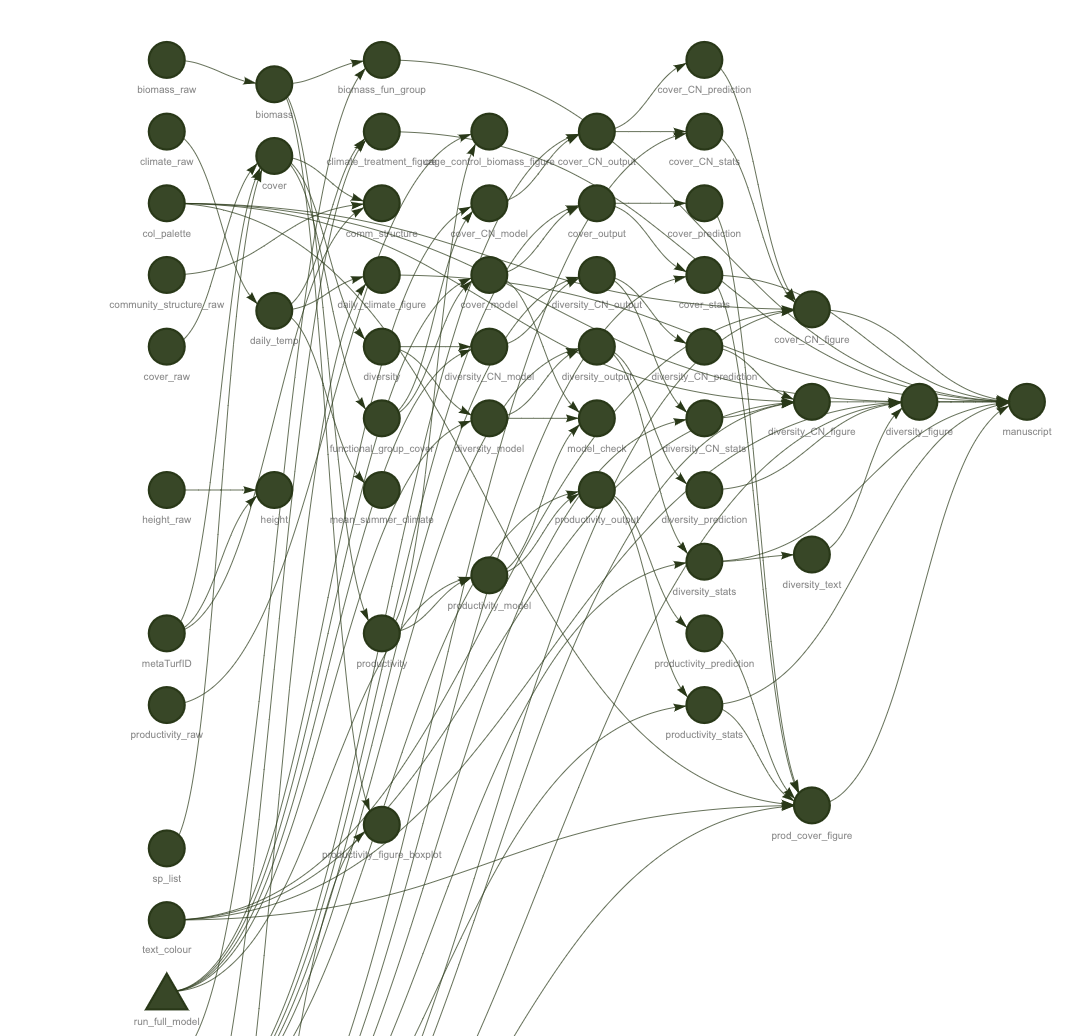 biomass_raw
biomass_fun_group
cover_CN_prediction
biomass
climate_raw
climate_treatment_figure
cage_control_biomass_figure
cover_CN_output
cover_CN_stats
cover
col_palette
comm_structure
cover_CN_model
cover_output
cover_prediction
community_structure_raw
daily_climate_figure
cover_model
diversity_CN_output
cover_stats
daily_temp
cover_CN_figure
cover_raw
diversity
diversity_CN_model
diversity_output
diversity_CN_prediction
diversity_CN_figure
diversity_figure
manuscript
functional_group_cover
diversity_model
model_check
diversity_CN_stats
height_raw
height
mean_summer_climate
productivity_output
diversity_prediction
diversity_text
diversity_stats
productivity_model
metaTurfID
productivity
productivity_prediction
productivity_raw
productivity_stats
prod_cover_figure
productivity_figure_boxplot
sp_list
text_colour
run_full_model